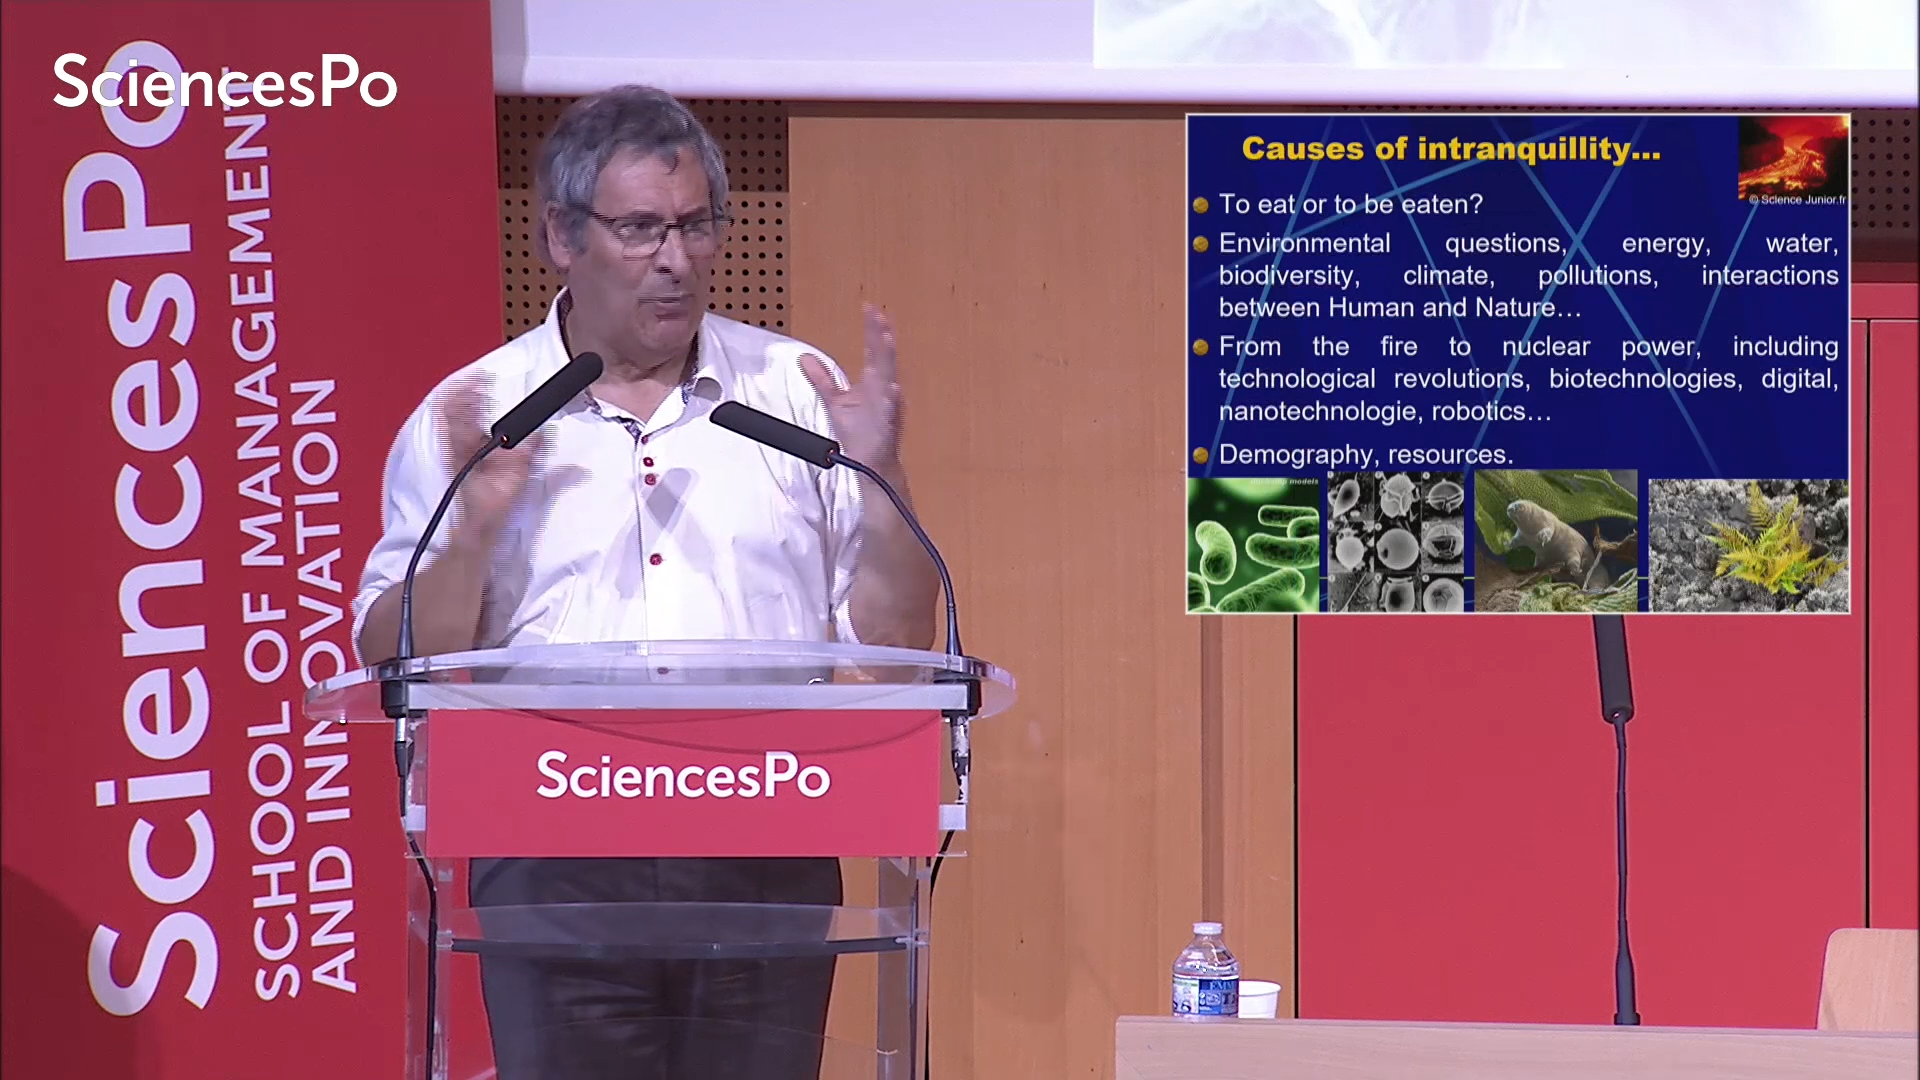 SciencesPo
SciencesPo
SCHOOL OF MANAGEMENT
AND INNOVATION
Causes of intranquillity...
© Science Junior.fr
To eat or to be eaten?
Environmental questions, energy, water,
biodiversity, climate, pollutions, interactions
between Human and Nature…
From the fire to nuclear power, including
technological revolutions, biotechnologies, digital,
nanotechnologie, robotics…
Demography, resources.
models
SciencesPo